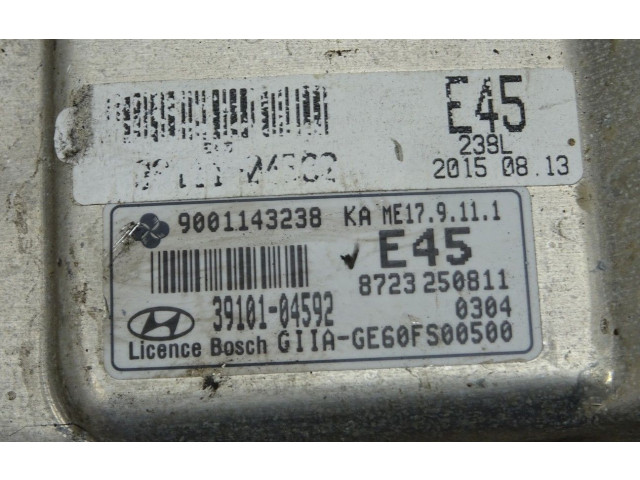 E45
238L
2015 08.13
9001143238 KA ME17.9.11.1
E45
8723 250811
39101-04592 0304
Licence Bosch GIIA-GE60FS00500